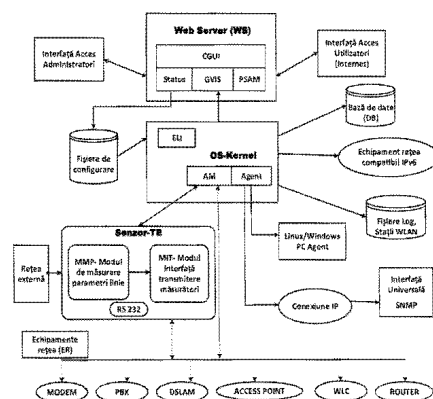 Web Server (WS)
CGUI
Status
GVIS
PSAM
Interfață Acces
Administratori
Interfață Acces
Utilizatori
(Internet)
Bază de date
(DB)
Fișiere de
configurare
ELI
OS-Kernel
AM
Agent
Echipament rețea
compatibil IPv6
Fișiere Log,
Stații WLAN
Linux/Windows
PC Agent
Senzor-TE
Rețea
externă
MMP- Modul
de măsurare
parametri linie
MIT- Modul
interfață
transmitere
măsurători
RS 232
Conexiune IP
Interfață
Universală
SNMP
Echipamente
rețea (ER)
MODEM
PBX
DSLAM
ACCESS POINT
WLC
ROUTER